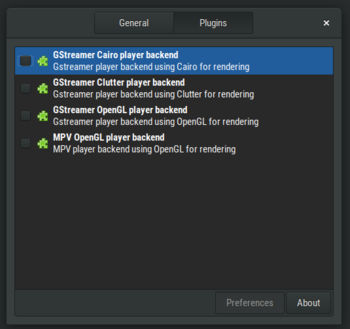 General
Plugins
×
GStreamer Cairo player backend
Gstreamer player backend using Cairo for rendering
GStreamer Clutter player backend
Gstreamer player backend using Clutter for rendering
GStreamer OpenGL player backend
Gstreamer player backend using OpenGL for rendering
MPV OpenGL player backend
MPV player backend using OpenGL for rendering
Preferences
About